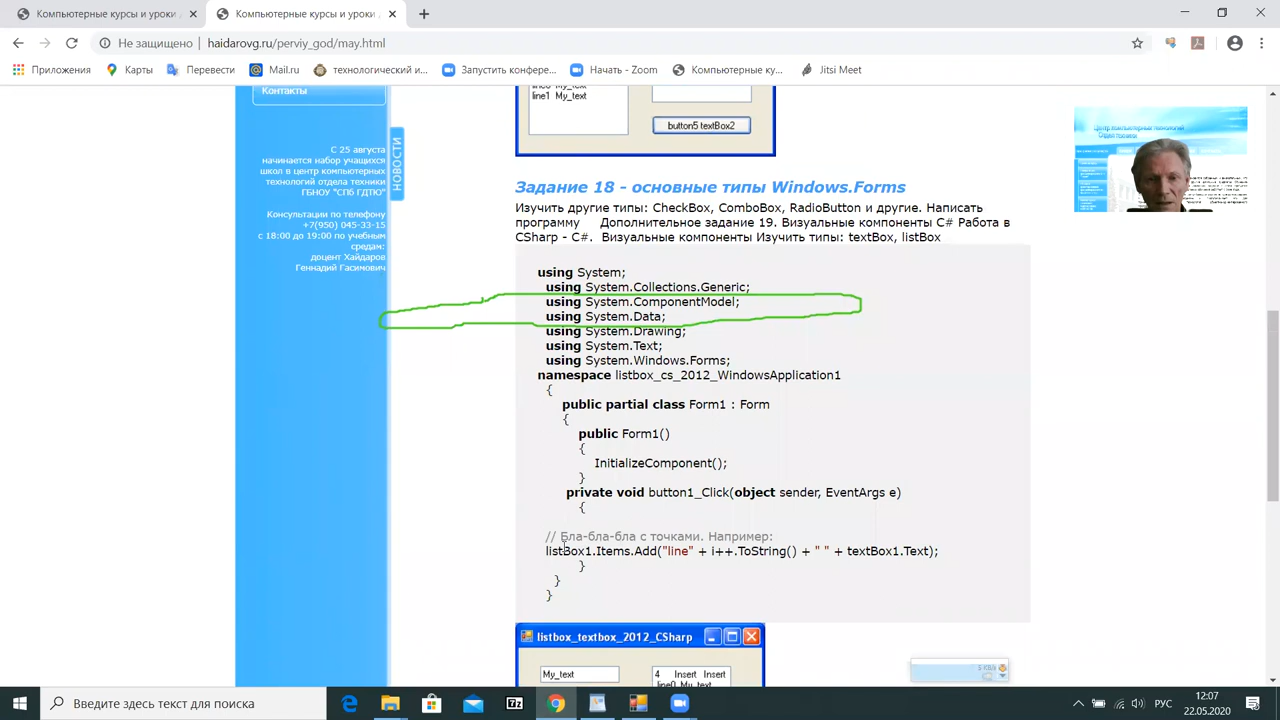 Компьютерные курсы и уроки д
Компьютерные курсы и уроки д
Не защищено
haidarovg.ru/perviy_god/may.html
Приложения
Карты
Перевести
Mail.ru
технологический и...
Запустить конфере...
Начать - Zoom
Компьютерные ку...
Jitsi Meet
Контакты
line1 My_text
button5 textBox2
НОВОСТИ
С 25 августа
начинается набор учащихся
школ в центр компьютерных
технологий отдела техники
ГБНОУ "СПб ГДТЮ"
Консультации по телефону
+7(950) 045-33-15
с 18:00 до 19:00 по учебным
средам:
доцент Хайдаров
Геннадий Гасимович
Задание 18 - основные типы Windows.Forms
Изучить другие типы: CheckBox, ComboBox, RadioButton и другие. Написать
программу Дополнительное задание 19. Визуальные компоненты C# Работа в
CSharp - C#. Визуальные компоненты Изучить типы: textBox, listBox
using System;
using System.Collections.Generic;
using System.ComponentModel;
using System.Data;
using System.Drawing;
using System.Text;
using System.Windows.Forms;
namespace listbox_cs_2012_WindowsApplication1
{
public partial class Form1 : Form
{
public Form1()
{
InitializeComponent();
}
private void button1_Click(object sender, EventArgs e)
{
// Бла-бла-бла с точками. Например:
listBox1.Items.Add("line" + i++.ToString() + " " + textBox1.Text);
}
}
}
listbox_textbox_2012_CSharp
My_text
4 Insert Insert
line0 My_text
Введите здесь текст для поиска
РУС
12:07
22.05.2020